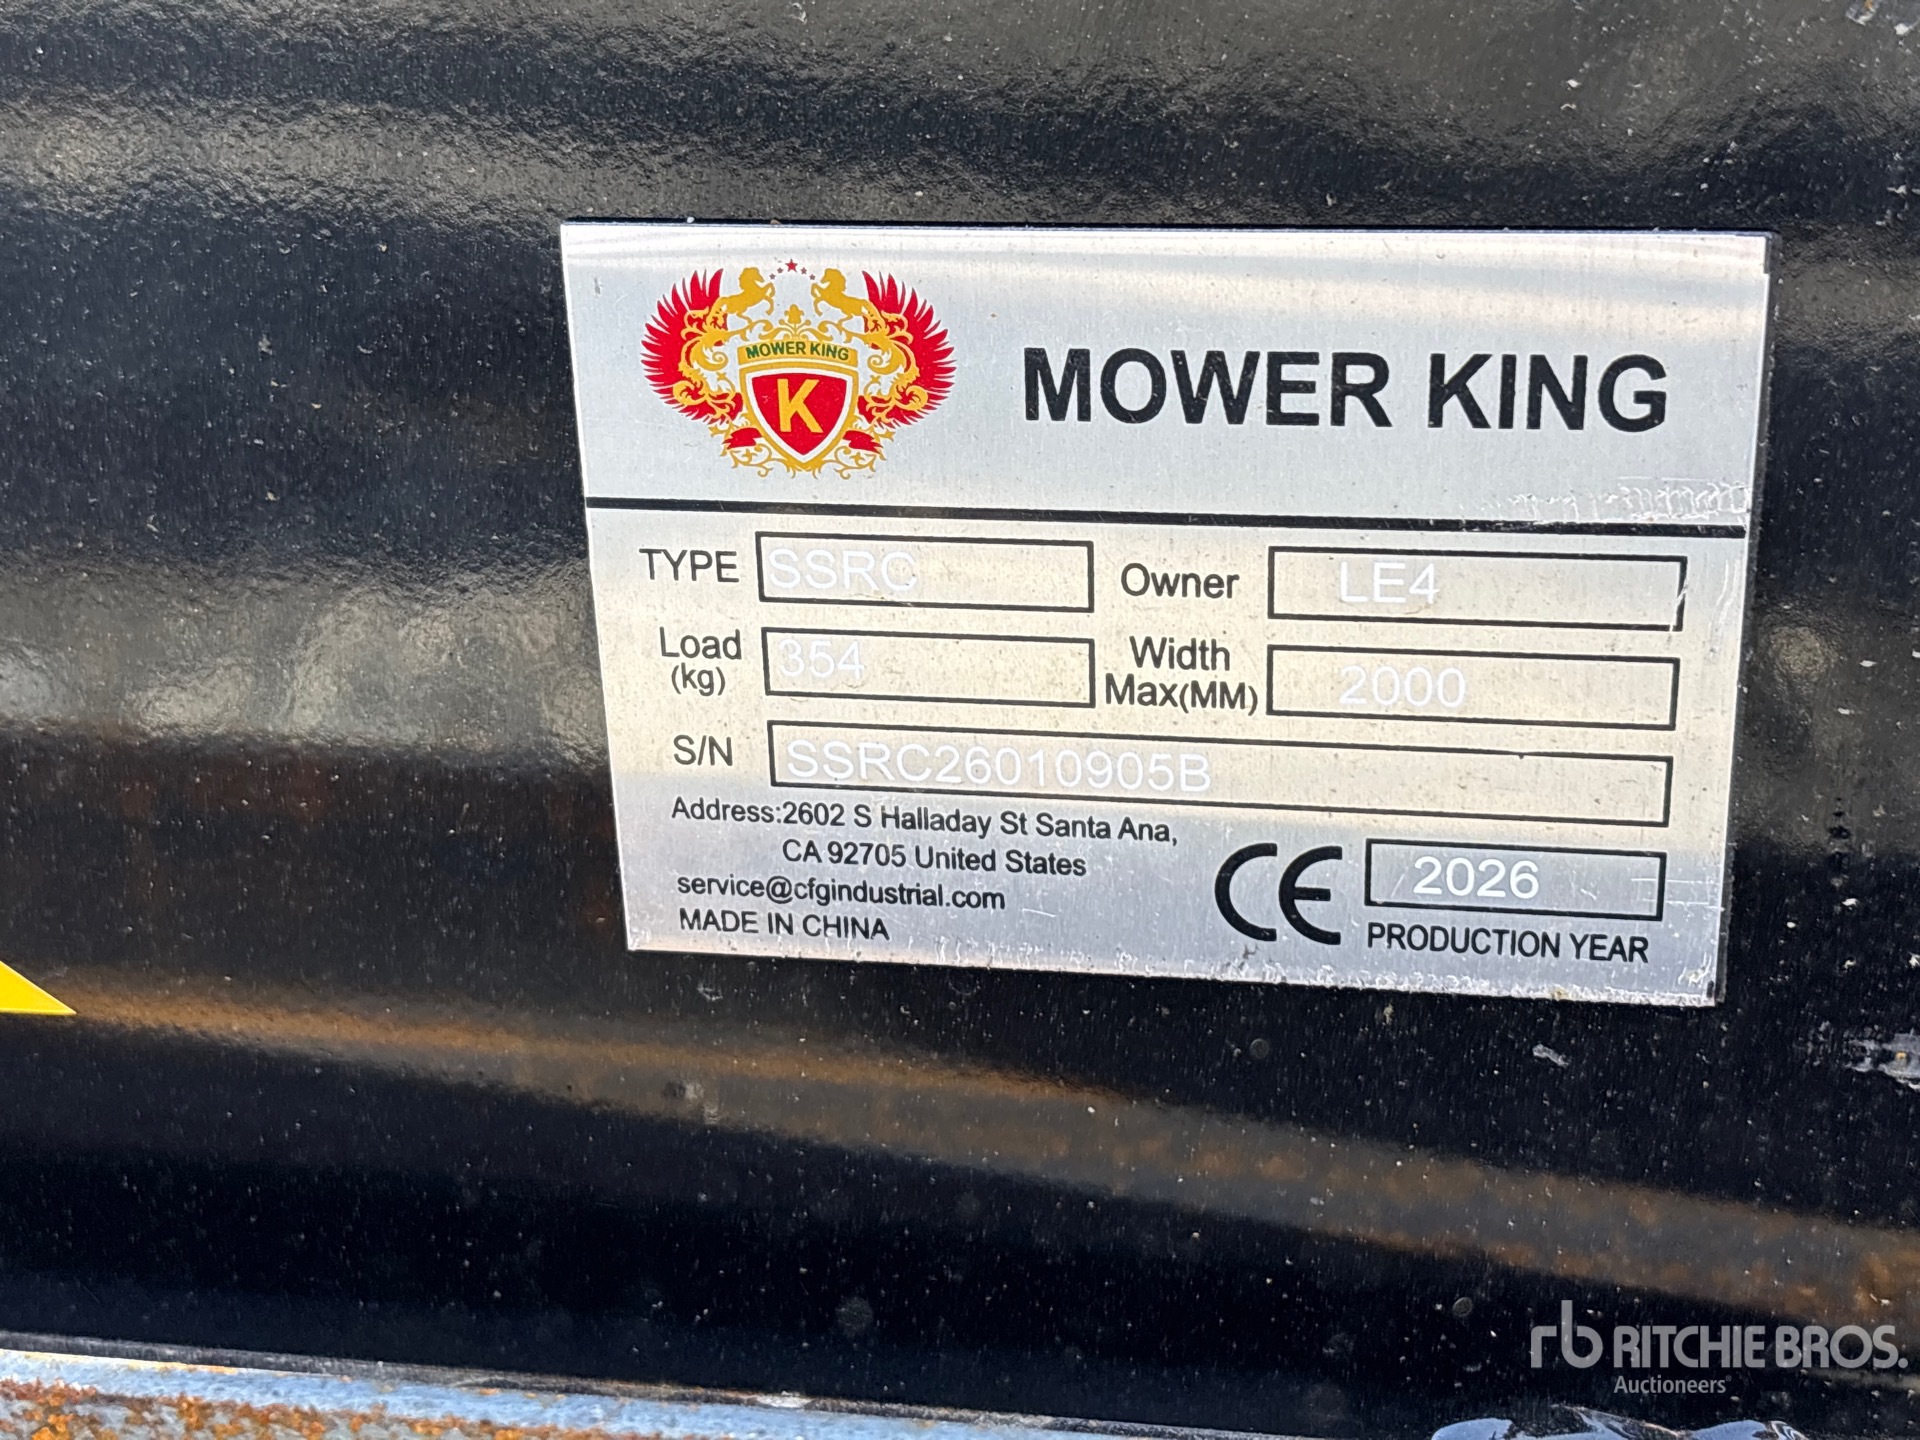 MOWER KING
K
MOWER KING
TYPE SSRC Owner LE4
Load (kg) 354 Width Max(MM) 2000
S/N SSRC26010905B
Address:2602 S Halladay St Santa Ana,
CA 92705 United States
service@cfgindustrial.com
MADE IN CHINA
CE 2026
PRODUCTION YEAR
rb RITCHIE BROS.
Auctioneers